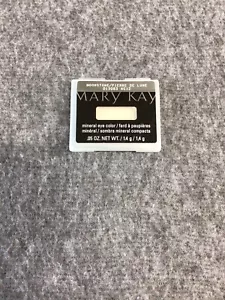 MOONSTONE/PIERRE DE LUNE
MARY KAY
mineral eye color / fard à paupières
minéral / sombra mineral compacta
.05 OZ. NET WT. / 1,4 g / 1,4 g